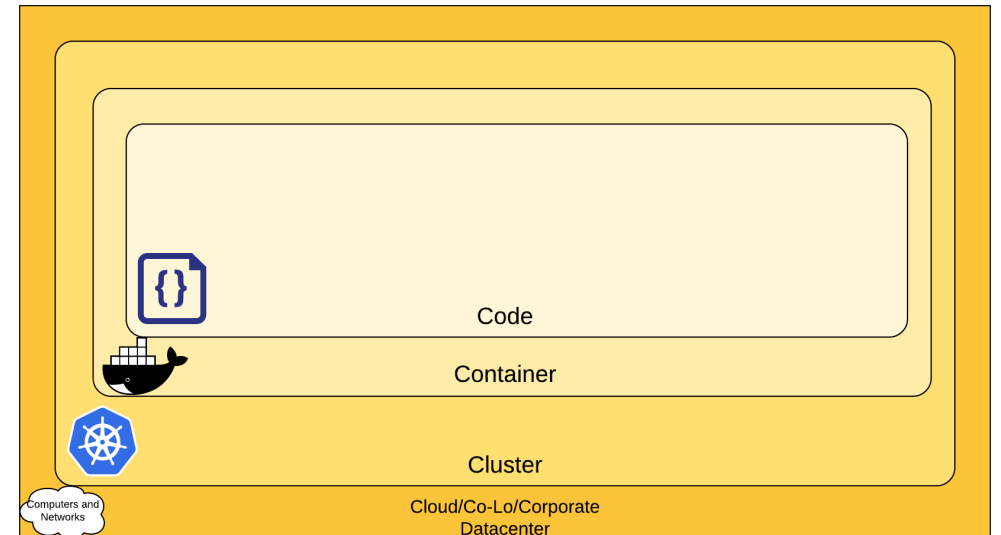 {}
Code
Container
Cluster
Computers and
Networks
Cloud/Co-Lo/Corporate
Datacenter